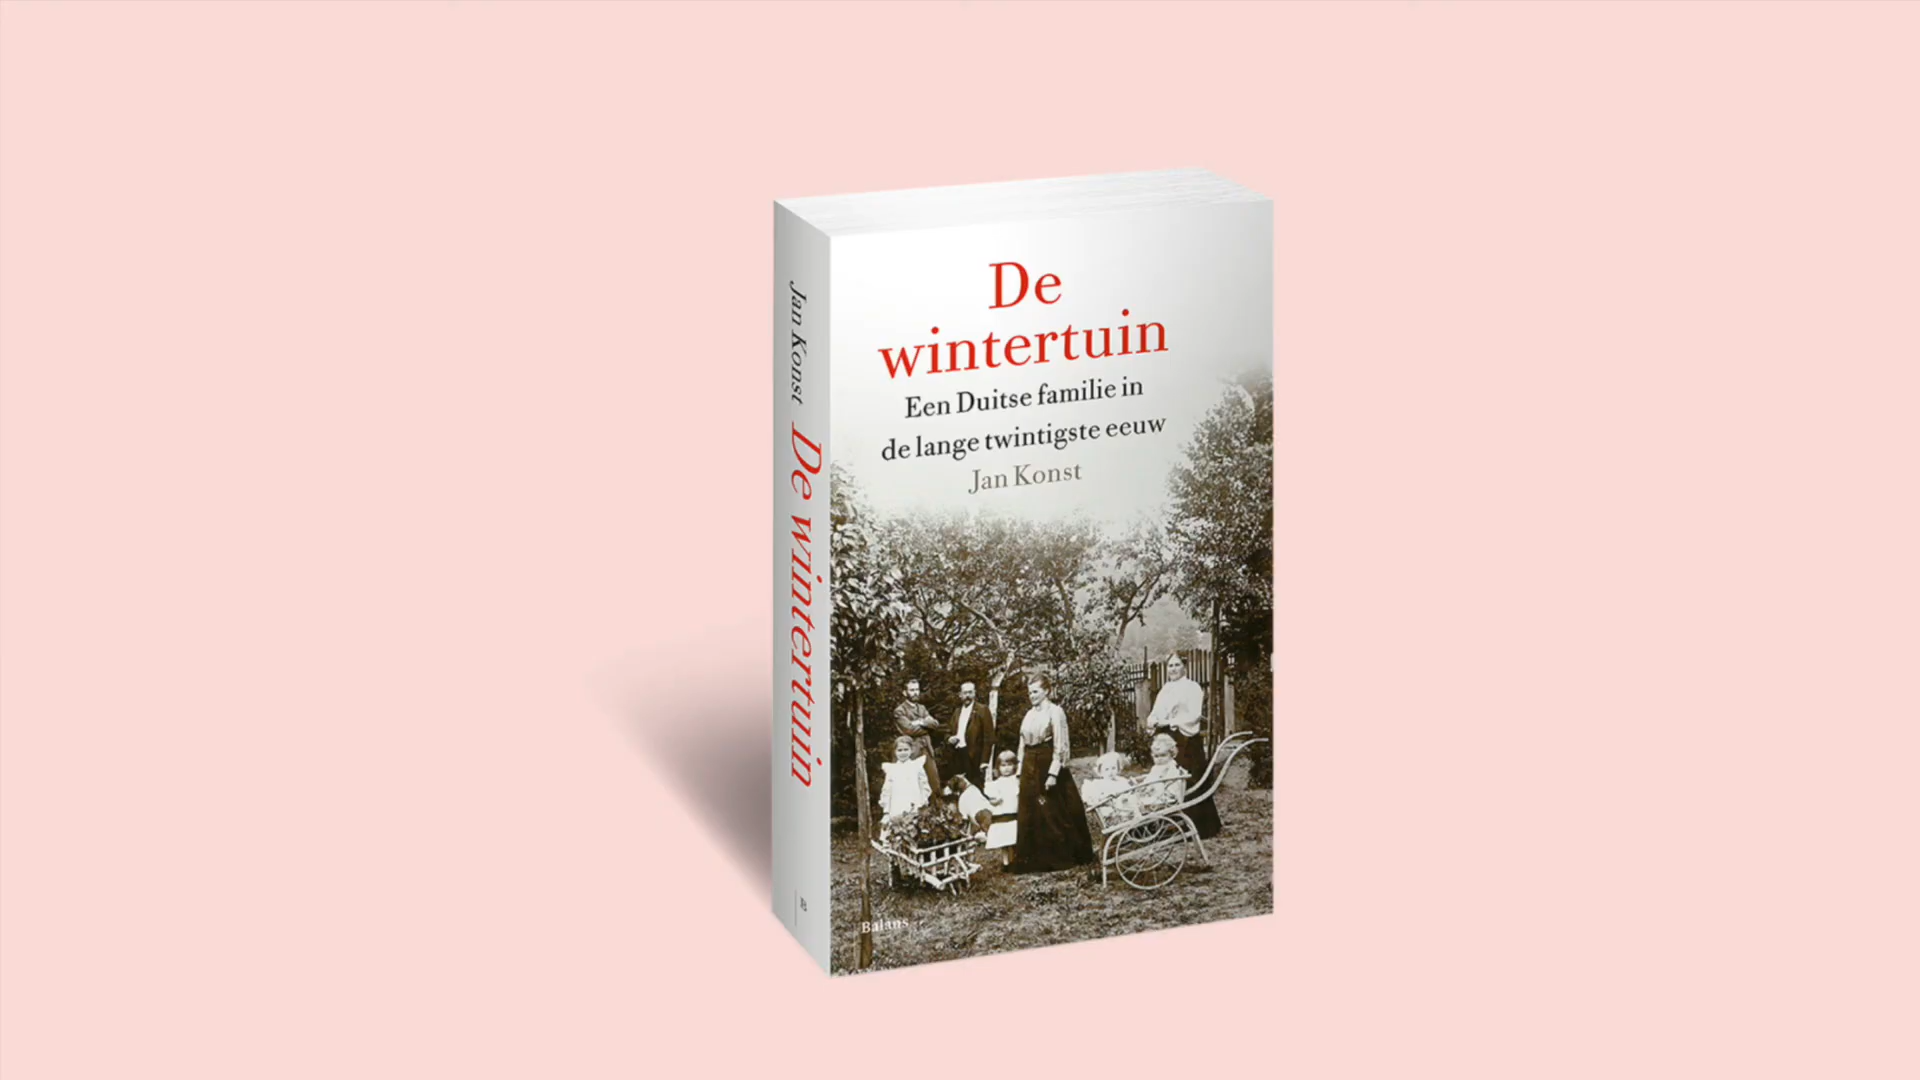 De
wintertuin
Een Duitse familie in
de lange twintigste eeuw
Jan Konst
Balans
Jan Konst De wintertuin
B